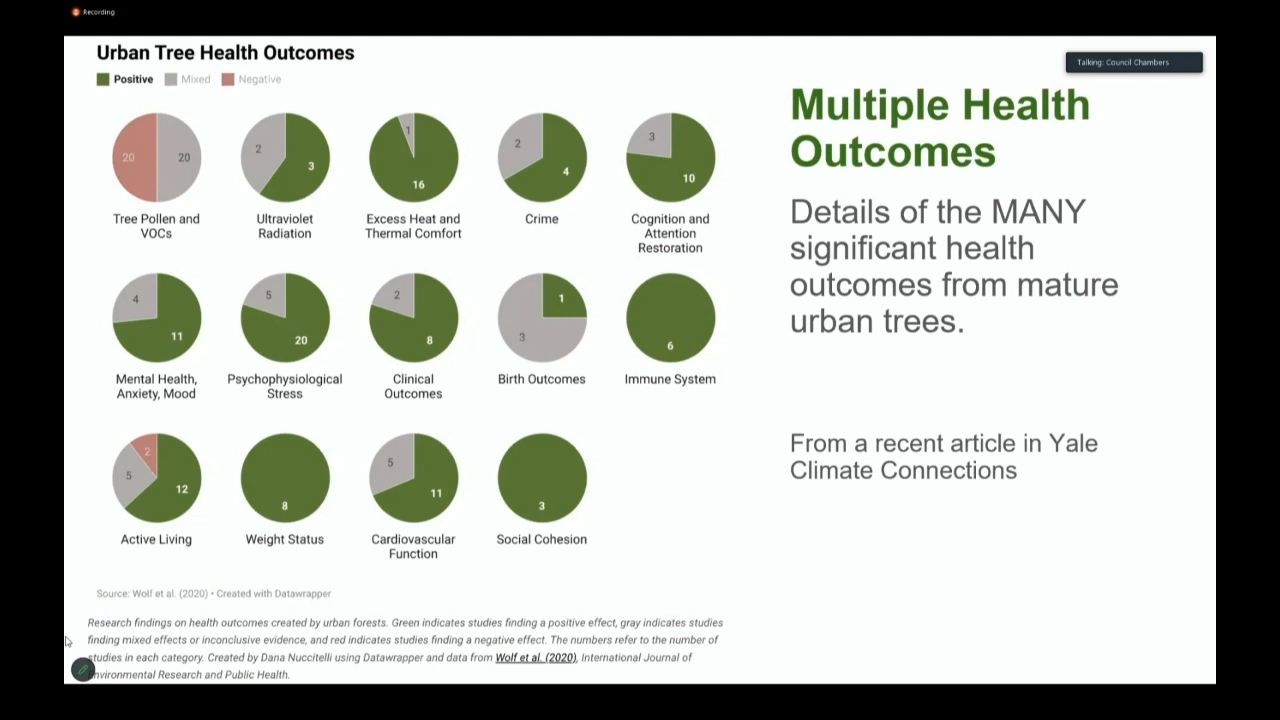 Recording
Talking: Council Chambers
Urban Tree Health Outcomes
Positive Mixed Negative
20 20
2 3
1 16
2 4
3 10
Tree Pollen and
VOCs
Ultraviolet
Radiation
Excess Heat and
Thermal Comfort
Crime
Cognition and
Attention
Restoration
4 11
5 20
2 8
1 3
6
Mental Health,
Anxiety, Mood
Psychophysiological
Stress
Clinical
Outcomes
Birth Outcomes
Immune System
2 5 12
8
5 11
3
Active Living
Weight Status
Cardiovascular
Function
Social Cohesion
Source: Wolf et al. (2020) • Created with Datawrapper
Research findings on health outcomes created by urban forests. Green indicates studies finding a positive effect, gray indicates studies
finding mixed effects or inconclusive evidence, and red indicates studies finding a negative effect. The numbers refer to the number of
studies in each category. Created by Dana Nuccitelli using Datawrapper and data from Wolf et al. (2020), International Journal of
Environmental Research and Public Health.
Multiple Health
Outcomes
Details of the MANY
significant health
outcomes from mature
urban trees.
From a recent article in Yale
Climate Connections